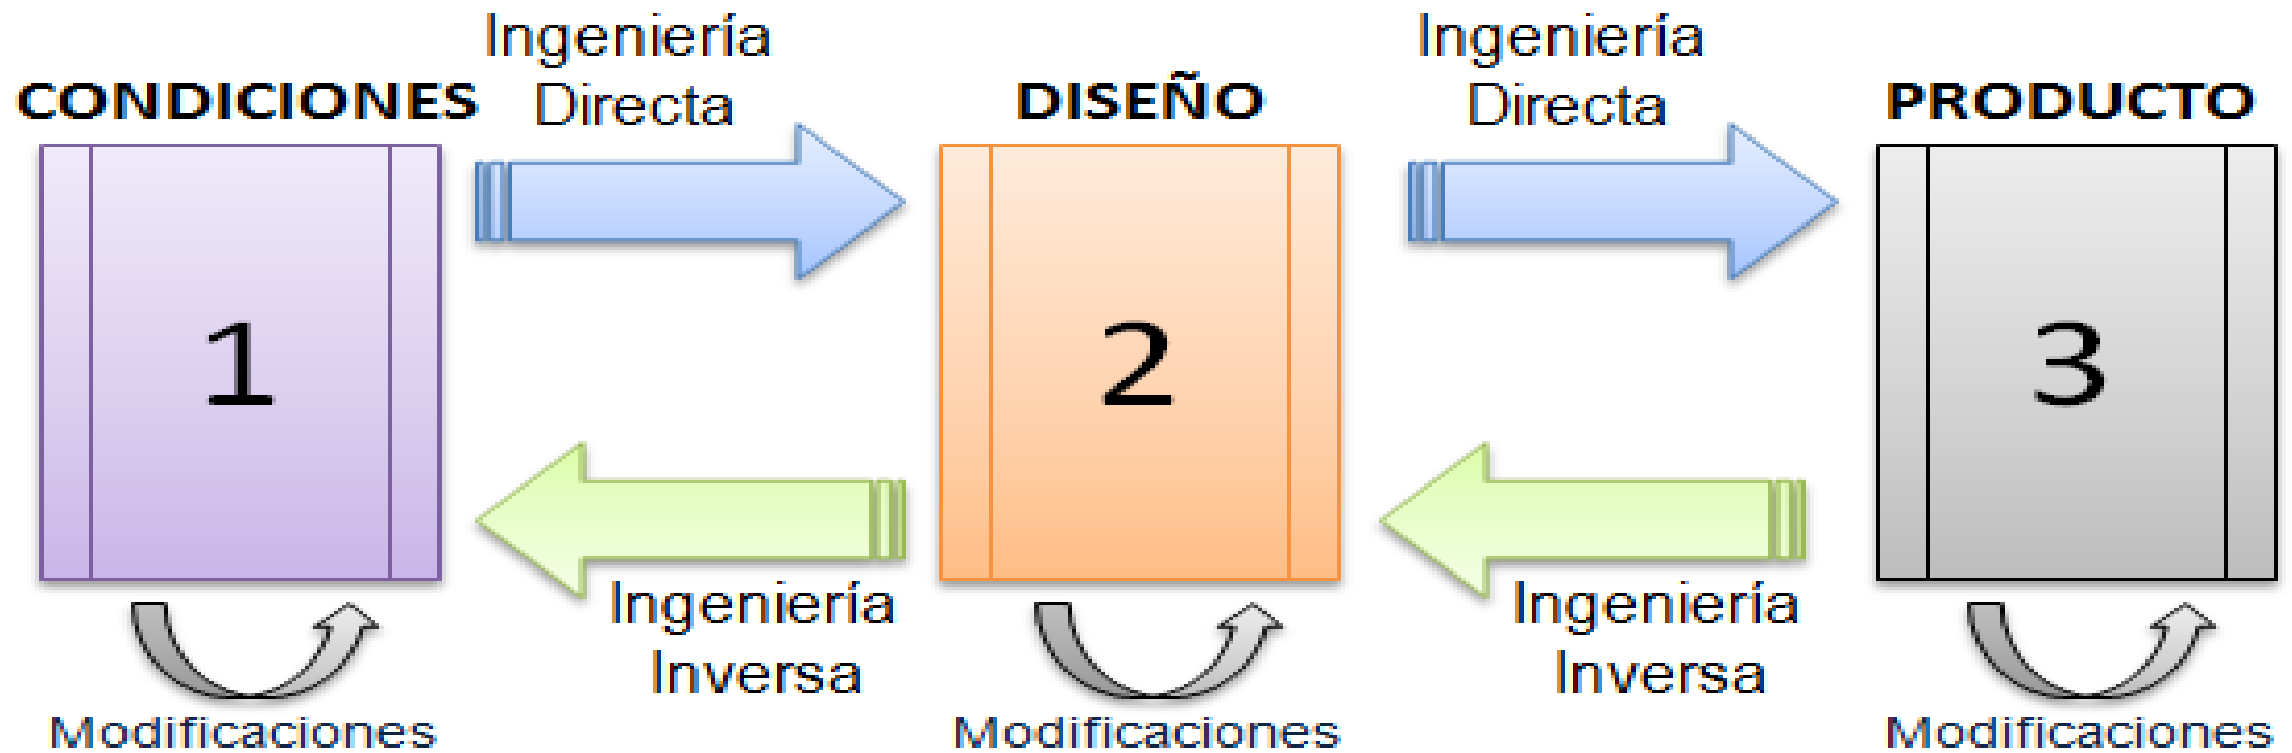 Ingeniería
Directa
Ingeniería
Directa
CONDICIONES
DISEÑO
PRODUCTO
1
2
3
Ingeniería
Inversa
Ingeniería
Inversa
Modificaciones
Modificaciones
Modificaciones